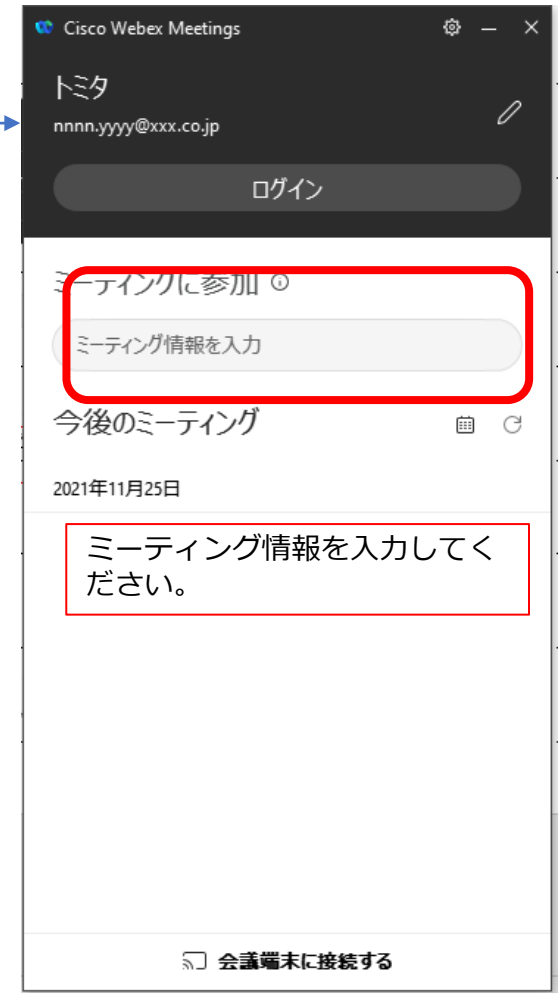 Cisco Webex Meetings
トミタ
nnnn.yyyy@xxx.co.jp
ログイン
ミーティングに参加
ミーティング情報を入力
今後のミーティング
2021年11月25日
ミーティング情報を入力してく
ださい。
会議端末に接続する